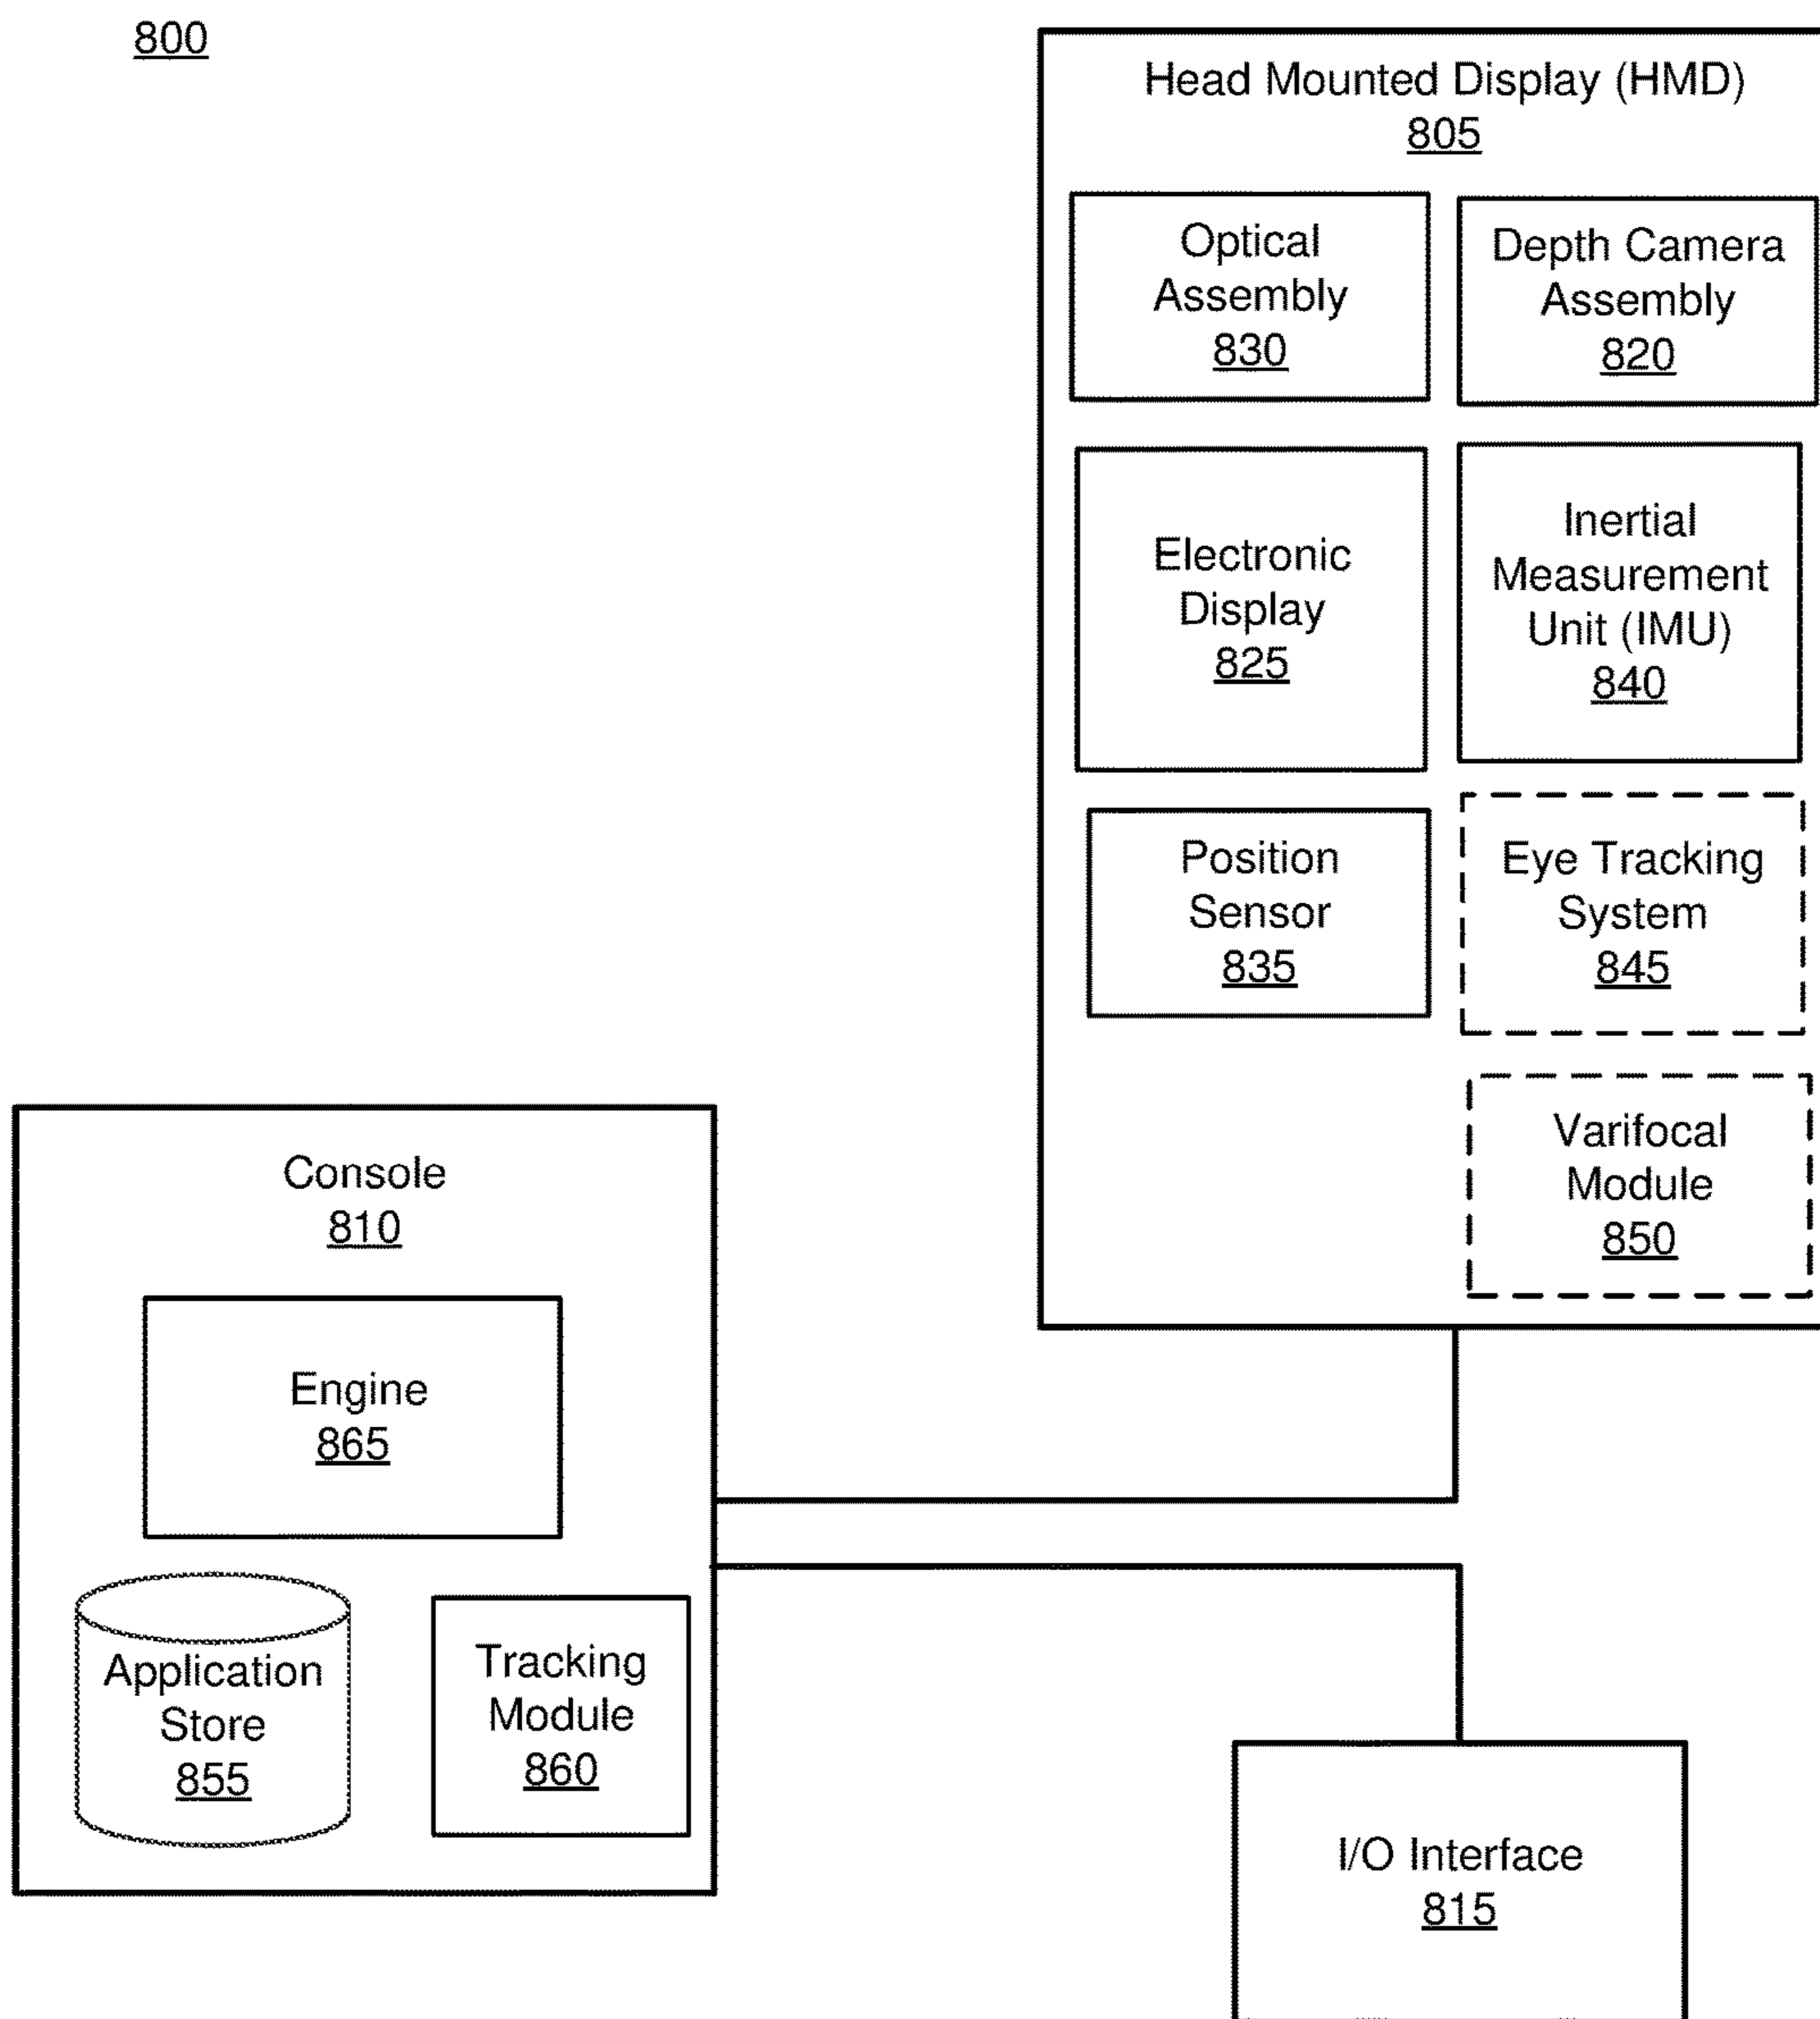 800
Head Mounted Display (HMD)
805
Optical
Assembly
830
Depth Camera
Assembly
820
Electronic
Display
825
Inertial
Measurement
Unit (IMU)
840
Position
Sensor
835
Eye Tracking
System
845
Varifocal
Module
850
Console
810
Engine
865
Application
Store
855
Tracking
Module
860
I/O Interface
815